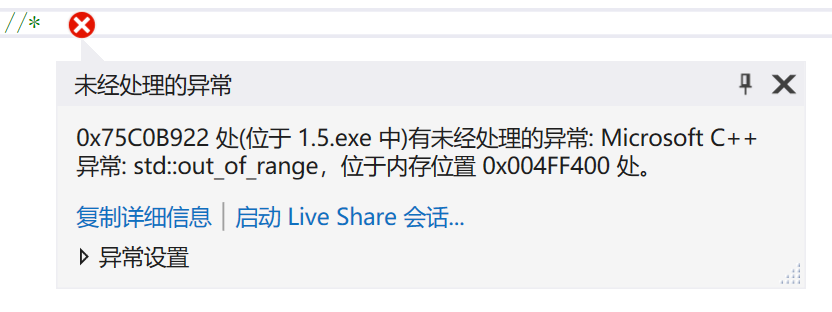 //*
未经处理的异常
0x75C0B922 处(位于 1.5.exe 中)有未经处理的异常: Microsoft C++
异常: std::out_of_range，位于内存位置 0x004FF400 处。
复制详细信息 | 启动 Live Share 会话...
异常设置